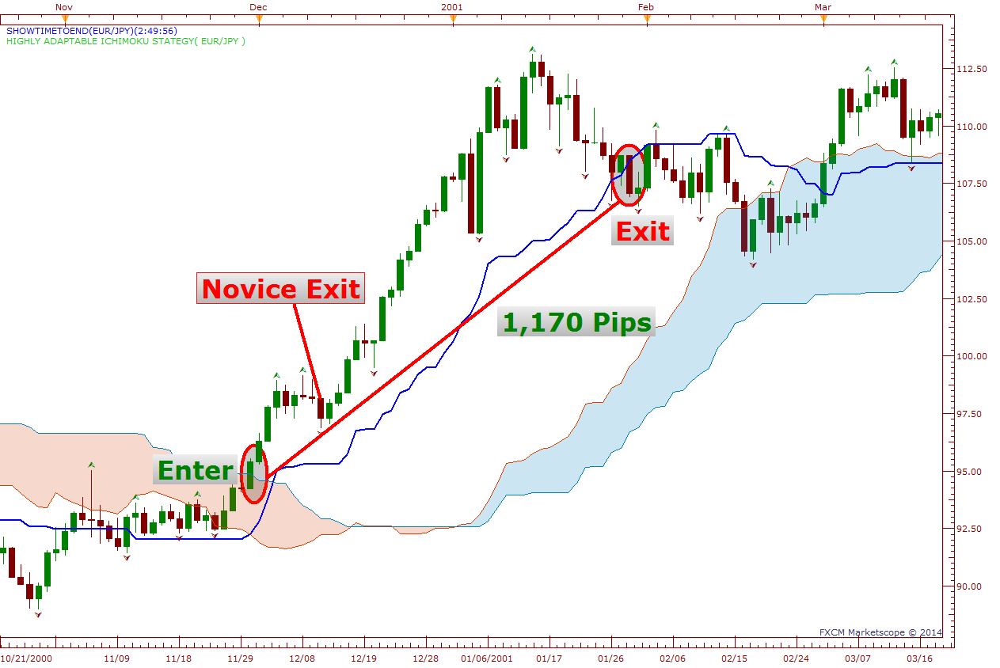 Nov Dec 2001 Feb Mar
SHOWTIMETOEND(EUR/JPY)(2:49:56)
HIGHLY ADAPTABLE ICHIMOKU STATEGY( EUR/JPY )
112.50
110.00
107.50
Exit
105.00
Novice Exit
102.50
1,170 Pips
100.00
97.50
Enter
95.00
92.50
90.00
FXCM Marketscope © 2014
10/21/2000 11/09 11/18 11/29 12/08 12/19 12/28 01/06/2001 01/17 01/26 02/06 02/15 02/24 03/07 03/16